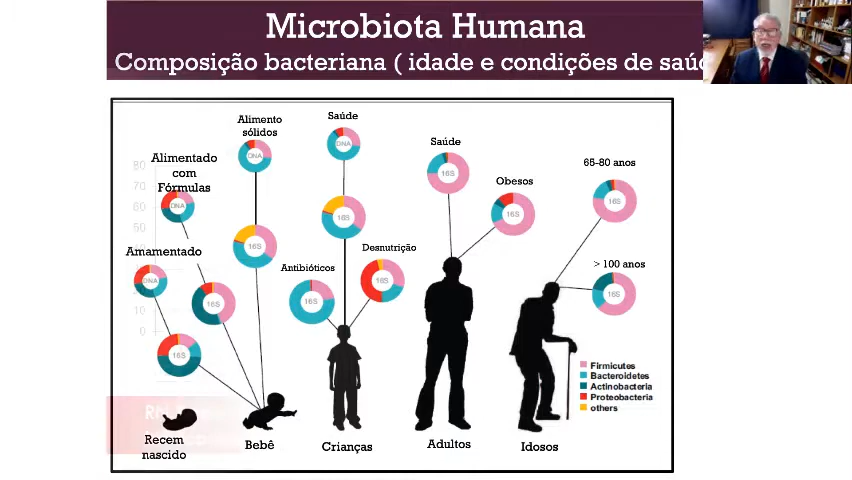 Microbiota Humana
Composição bacteriana ( idade e condições de saúd
Alimento
sólidos
Saúde
Saúde
65-80 anos
Alimentado
com
Fórmulas
Obesos
Amamentado
Antibióticos
Desnutrição
> 100 anos
DNA
DNA
DNA
DNA
16S
16S
16S
16S
16S
16S
16S
16S
16S
16S
80
70
60
50
10
0
Firmicutes
Bacteroidetes
Actinobacteria
Proteobacteria
others
Recem
nascido
Bebê
Crianças
Adultos
Idosos